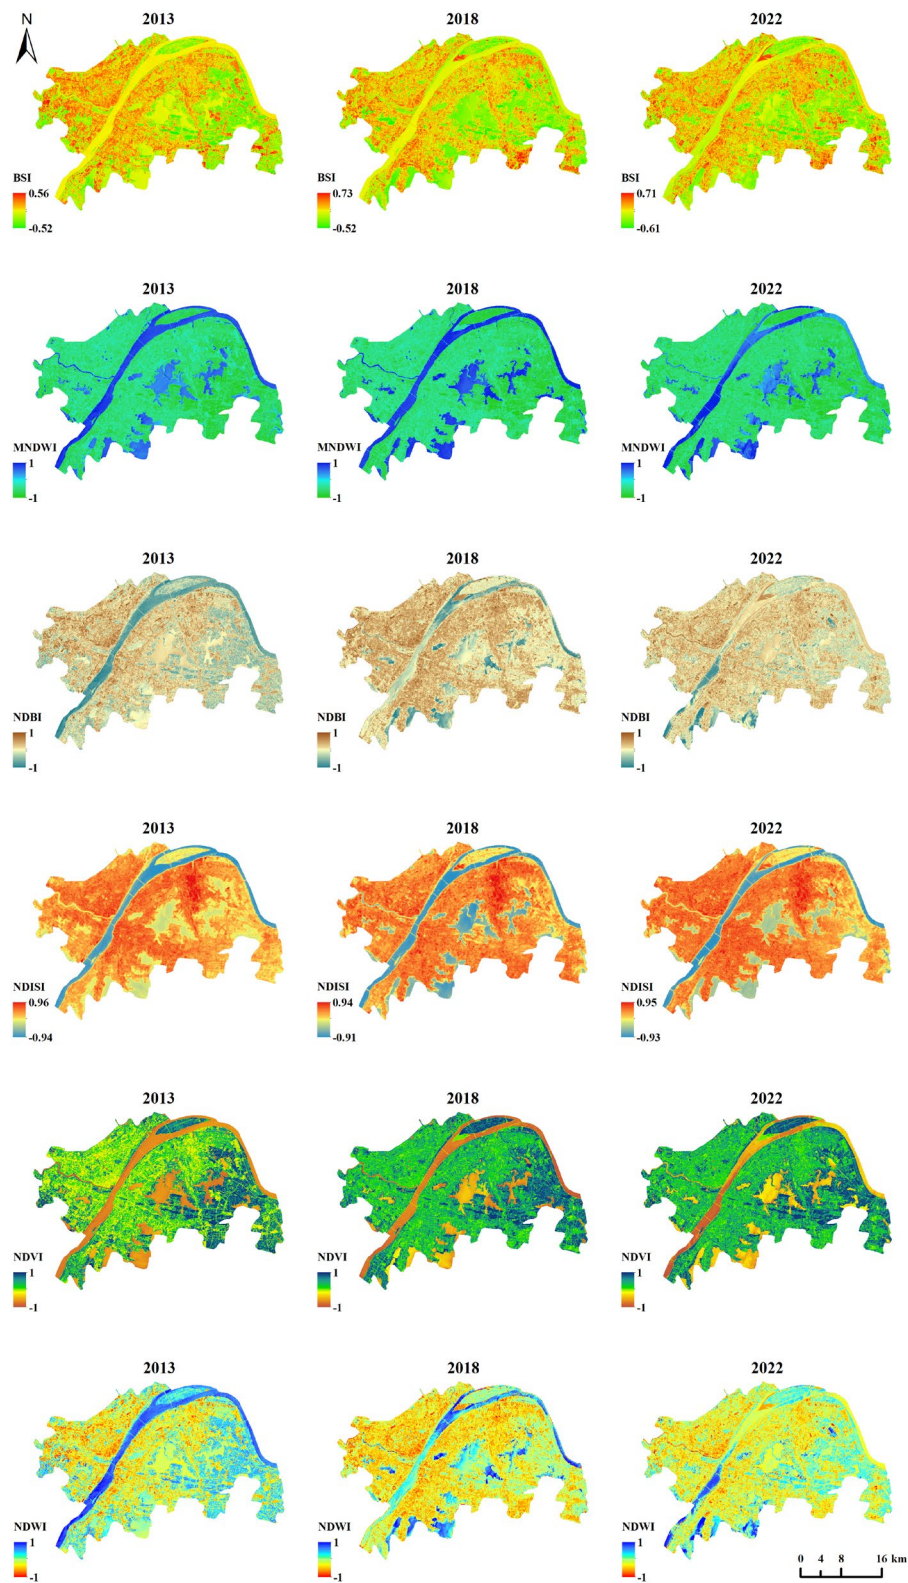 N
2013 2018 2022
BSI BSI BSI
0.56 0.73 0.71
-0.52 -0.52 -0.61
2013 2018 2022
MNDWI MNDWI MNDWI
1 1 1
-1 -1 -1
2013 2018 2022
NDBI NDBI NDBI
1 1 1
-1 -1 -1
2013 2018 2022
NDISI NDISI NDISI
0.96 0.94 0.95
-0.94 -0.91 -0.93
2013 2018 2022
NDVI NDVI NDVI
1 1 1
-1 -1 -1
2013 2018 2022
NDWI NDWI NDWI
1 1 1
-1 -1 -1
0 4 8 16 km